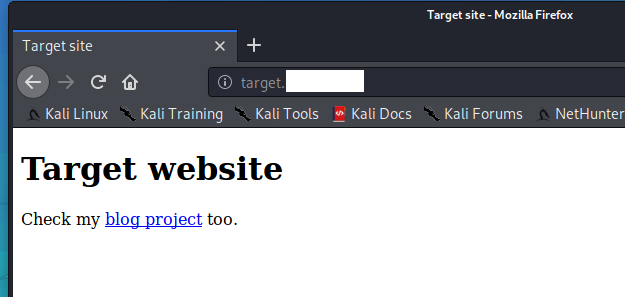 Target site - Mozilla Firefox
Target site
target.
Kali Linux Kali Training Kali Tools Kali Docs Kali Forums NetHunter
Target website
Check my blog project too.